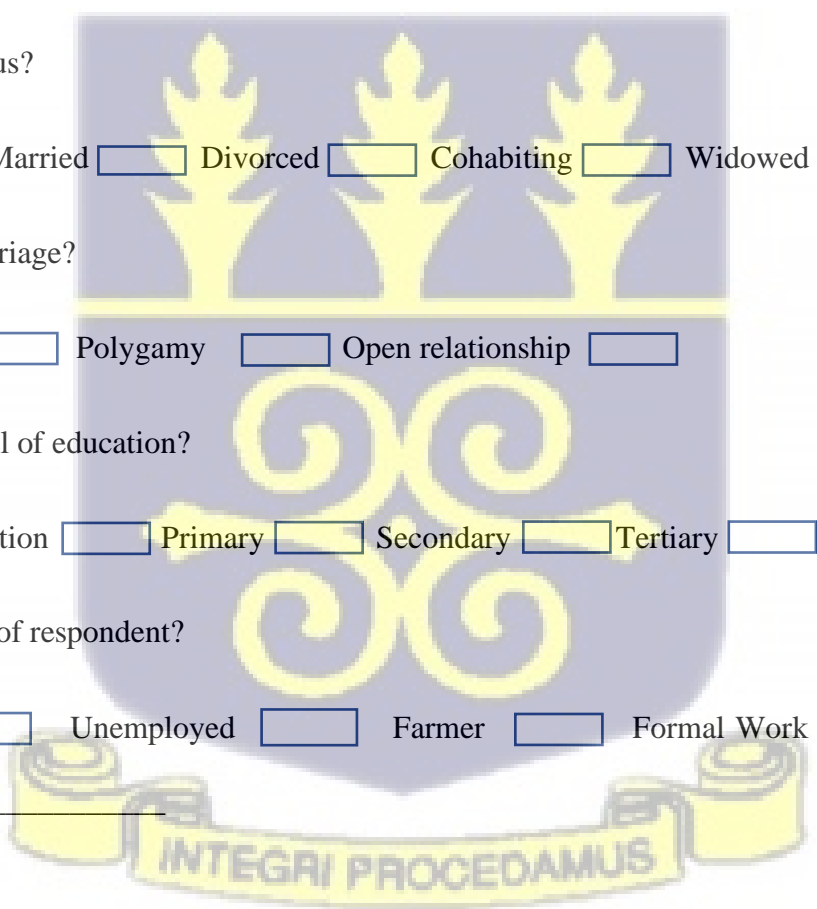 us?
Married Divorced Cohabiting Widowed
riage?
Polygamy Open relationship
l of education?
tion Primary Secondary Tertiary
of respondent?
Unemployed Farmer Formal Work
INTEGRI PROCEDAMUS